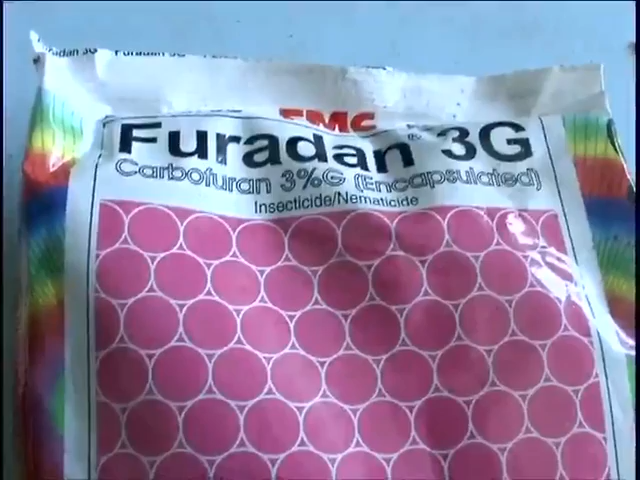 Furadan 3G Furadan 3G
FMC
Furadan® 3G
Carbofuran 3%G (Encapsulated)
Insecticide/Nematicide